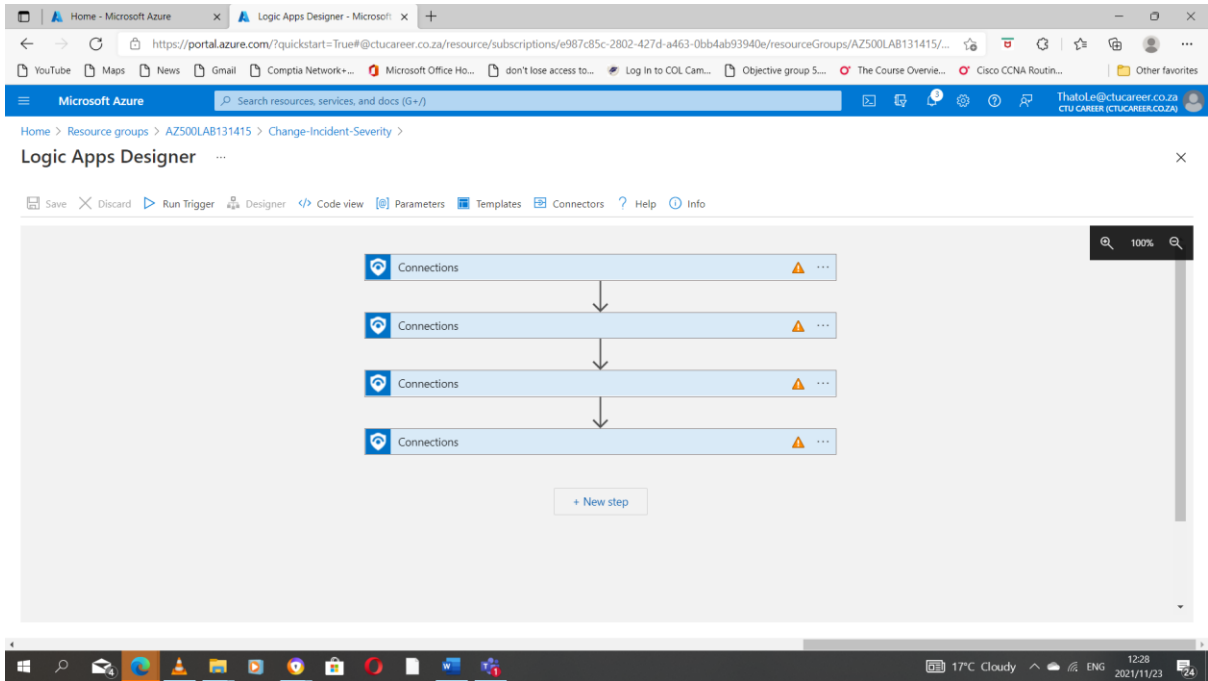 Home - Microsoft Azure
Logic Apps Designer - Microsoft
https://portal.azure.com/?quickstart=True#@ctucareer.co.za/resource/subscriptions/e987c85c-2802-427d-a463-0bb4ab93940e/resourceGroups/AZ500LAB131415/...
YouTube Maps News Gmail Comptia Network+... Microsoft Office Ho... don't lose access to... Log In to COL Cam... Objective group 5.... The Course Overvie... Cisco CCNA Routin... Other favorites
Microsoft Azure Search resources, services, and docs (G+/) 3 ThatoLe@ctucareer.co.za
CTU CAREER (CTUCAREER.CO.ZA)
Home > Resource groups > AZ500LAB131415 > Change-Incident-Severity >
Logic Apps Designer ...
Save Discard Run Trigger Designer Code view Parameters Templates Connectors Help Info
100%
Connections
Connections
Connections
Connections
+ New step
17°C Cloudy ENG 12:28
2021/11/23 24